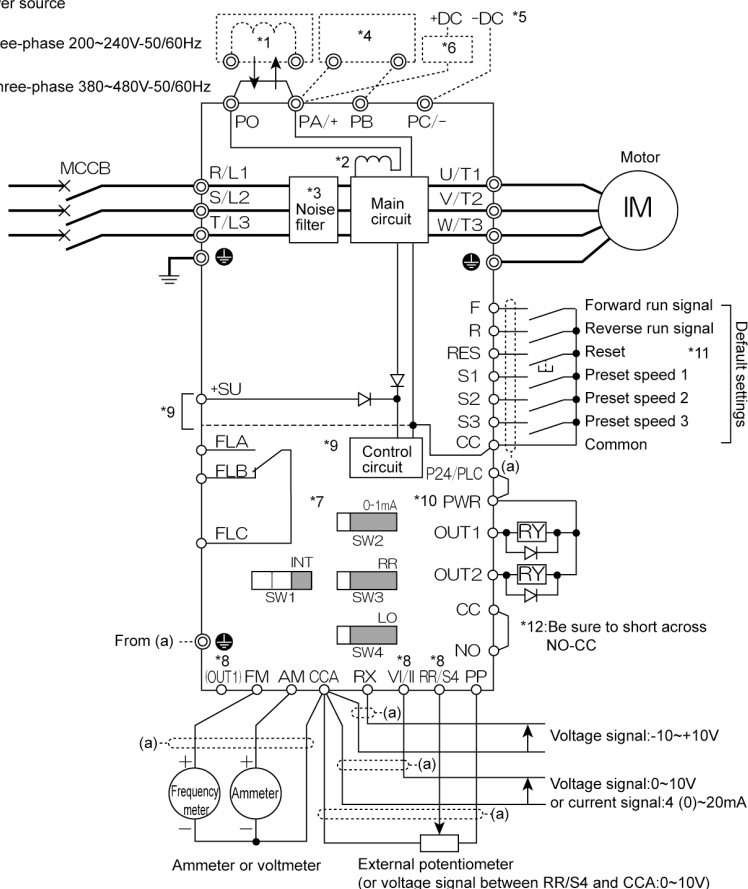 er source
ee-phase 200~240V-50/60Hz
hree-phase 380~480V-50/60Hz
*1
*4
+DC -DC *5
*6
PO PA/+ PB PC/-
MCCB
R/L1
S/L2
T/L3
*2
*3
Noise
filter
Main
circuit
U/T1
V/T2
W/T3
Motor
IM
F Forward run signal
R Reverse run signal
RES Reset *11
S1 Preset speed 1
S2 Preset speed 2
S3 Preset speed 3
CC Common
Default settings
+SU
*9
*9
Control
circuit
P24/PLC
(a)
FLA
FLB
FLC
*7
0-1mA
SW2
*10 PWR
OUT1 RY
OUT2 RY
INT
SW1
RR
SW3
LO
SW4
CC
NO
*12:Be sure to short across
NO-CC
From (a)
*8 *8 *8
(OUT1) FM AM CCA RX VI/II RR/S4 PP
(a)
Voltage signal:-10~+10V
(a)
(a)
Voltage signal:0~10V
or current signal:4 (0)~20mA
(a)
+ +
Frequency
meter
Ammeter
− −
Ammeter or voltmeter
External potentiometer
(or voltage signal between RR/S4 and CCA:0~10V)